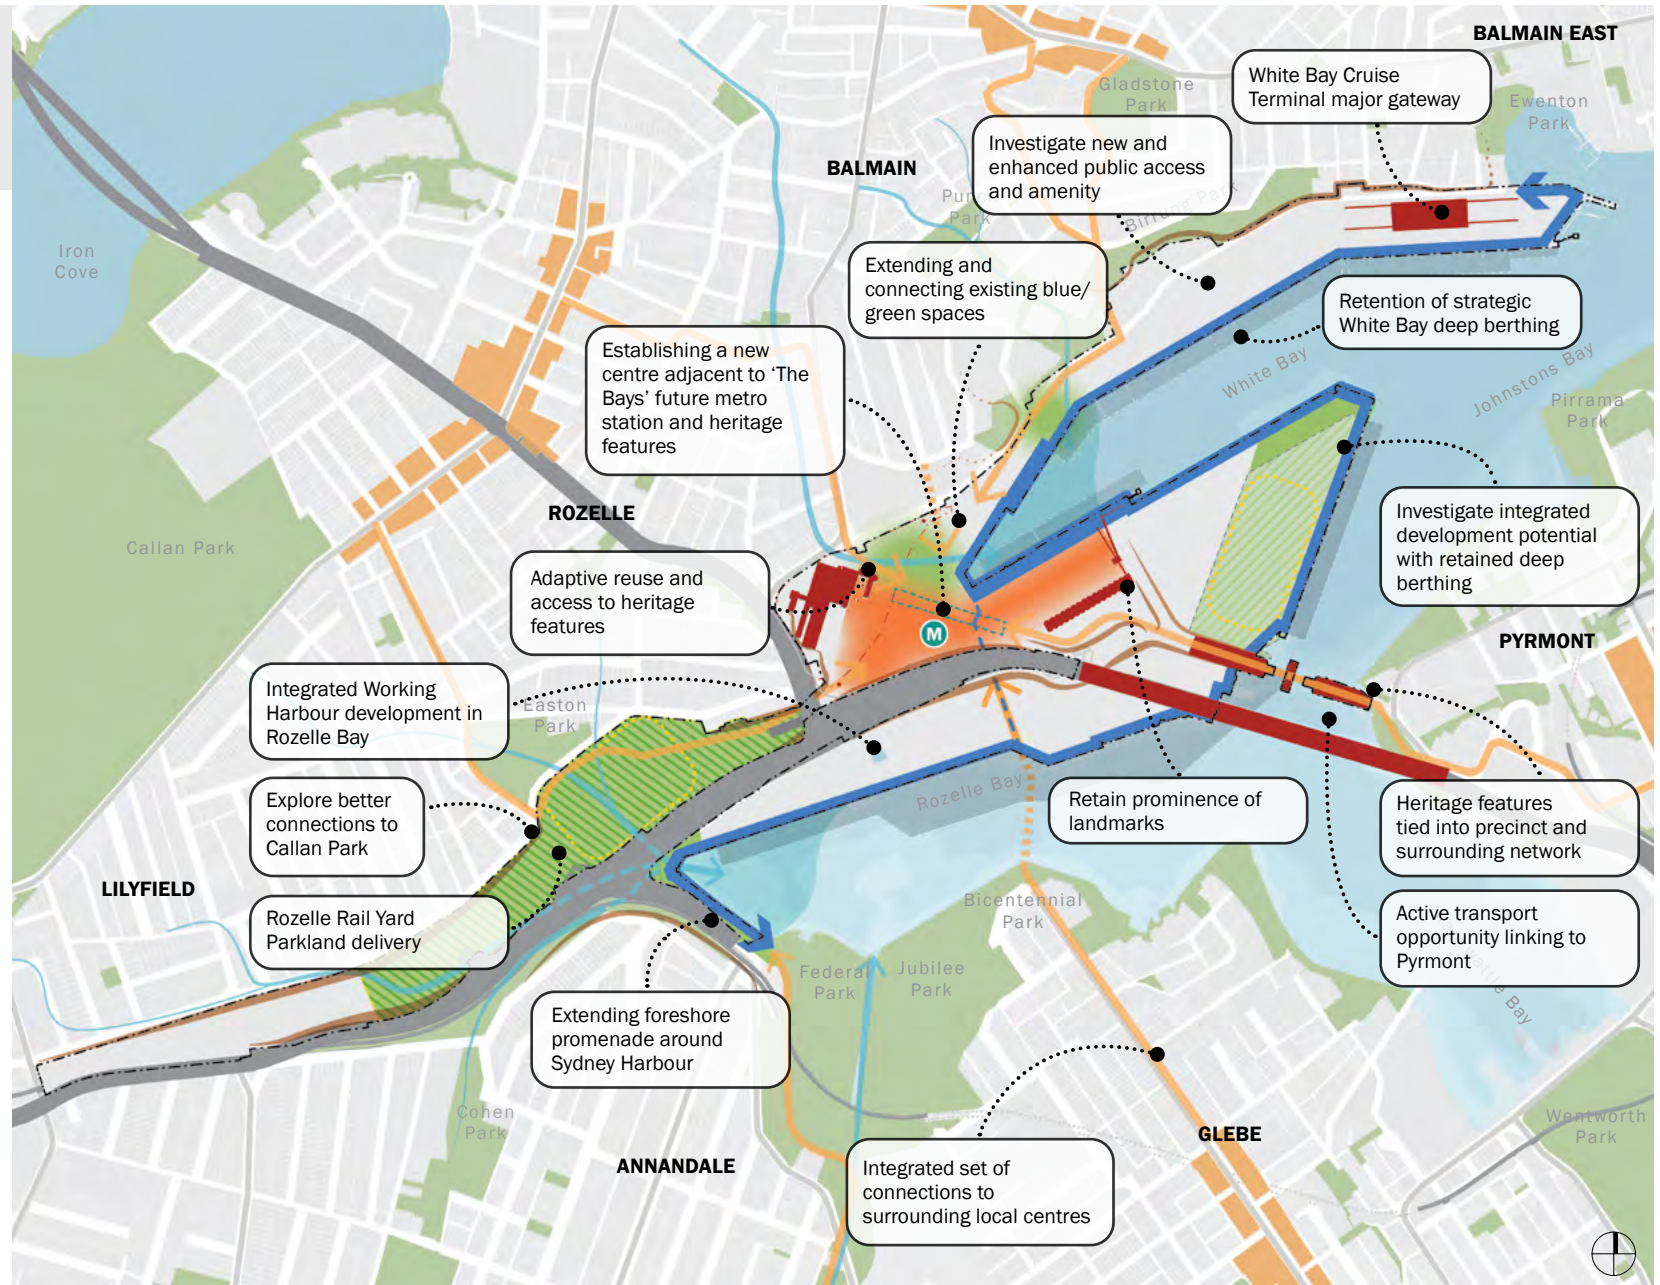 BALMAIN EAST
White Bay Cruise
Terminal major gateway
Gladstone
Park
Ewenton
Park
Investigate new and
enhanced public access
and amenity
BALMAIN
Park
Birrung Park
Iron
Cove
Extending and
connecting existing blue/
green spaces
Retention of strategic
White Bay deep berthing
White Bay
Johnstons Bay
Pirrama
Park
Establishing a new
centre adjacent to ‘The
Bays’ future metro
station and heritage
features
ROZELLE
Callan Park
Investigate integrated
development potential
with retained deep
berthing
Adaptive reuse and
access to heritage
features
M
PYRMONT
Integrated Working
Harbour development in
Rozelle Bay
Easton
Park
Rozelle Bay
Explore better
connections to
Callan Park
Retain prominence of
landmarks
Heritage features
tied into precinct and
surrounding network
LILYFIELD
Rozelle Rail Yard
Parkland delivery
Bicentennial
Park
Active transport
opportunity linking to
Pyrmont
Bay
Federal
Park
Jubilee
Park
Extending foreshore
promenade around
Sydney Harbour
Cohen
Park
Wentworth
Park
GLEBE
ANNANDALE
Integrated set of
connections to
surrounding local centres